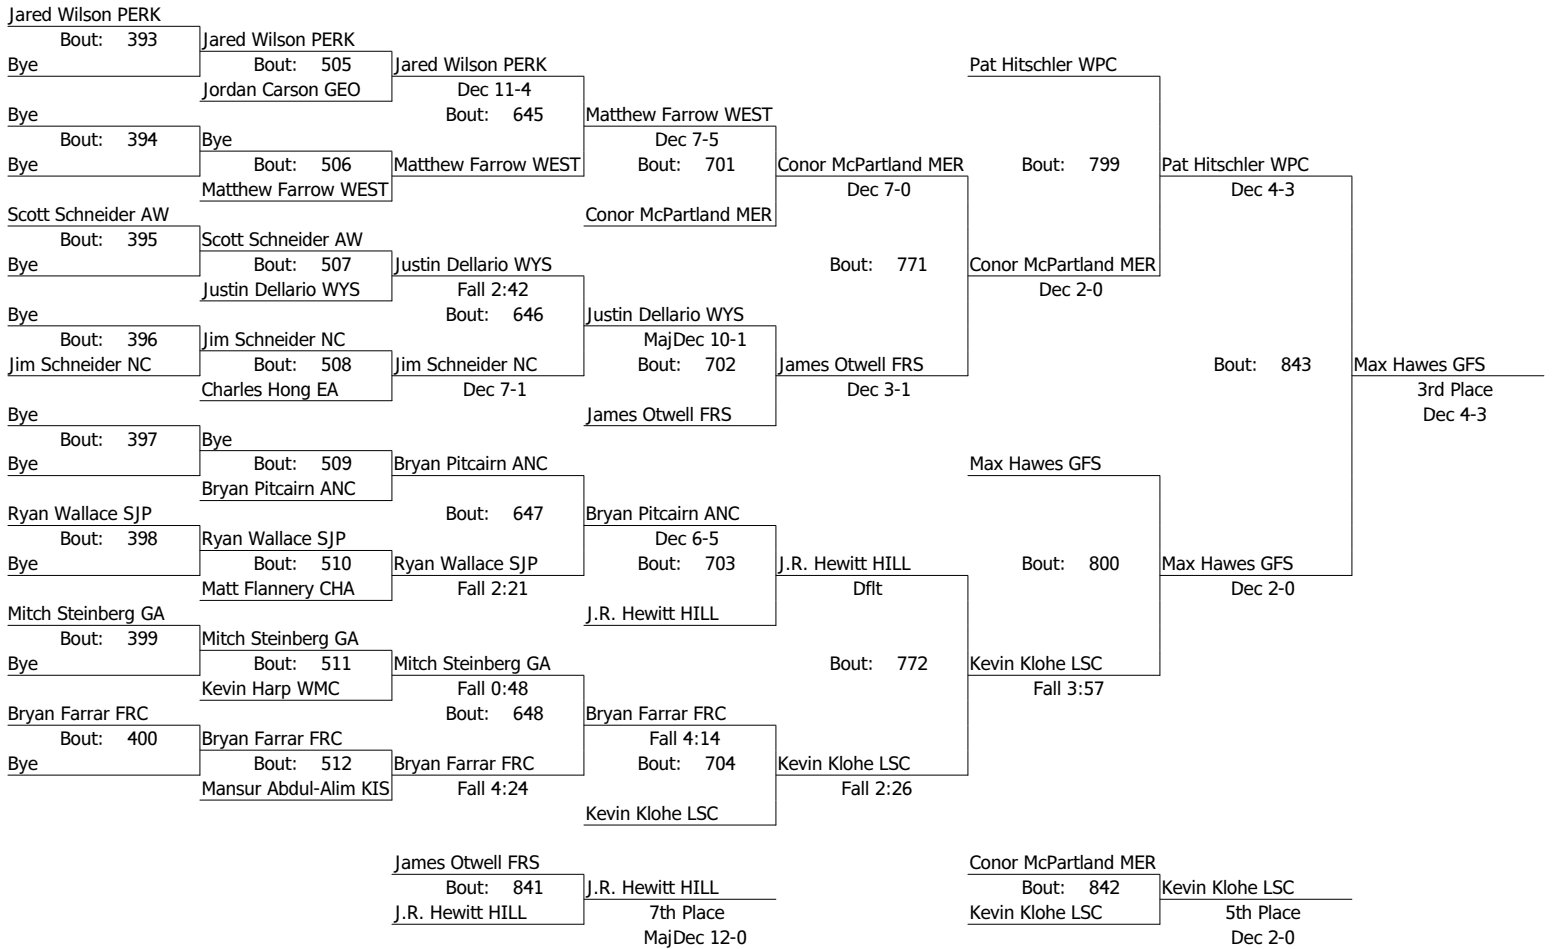 Jared Wilson PERK
Bout: 393 Jared Wilson PERK
Bye Bout: 505 Jared Wilson PERK Pat Hitschler WPC
Jordan Carson GEO Dec 11-4
Bye Bout: 645 Matthew Farrow WEST
Bout: 394 Bye Dec 7-5
Bye Bout: 506 Matthew Farrow WEST Bout: 701 Conor McPartland MER Bout: 799 Pat Hitschler WPC
Matthew Farrow WEST Dec 7-0 Dec 4-3
Scott Schneider AW Conor McPartland MER
Bout: 395 Scott Schneider AW
Bye Bout: 507 Justin Dellario WYS Bout: 771 Conor McPartland MER
Justin Dellario WYS Fall 2:42 Dec 2-0
Bye Bout: 646 Justin Dellario WYS
Bout: 396 Jim Schneider NC MajDec 10-1
Jim Schneider NC Bout: 508 Jim Schneider NC Bout: 702 James Otwell FRS Bout: 843 Max Hawes GFS
Charles Hong EA Dec 7-1 Dec 3-1 3rd Place
Bye James Otwell FRS Dec 4-3
Bout: 397 Bye
Bye Bout: 509 Bryan Pitcairn ANC Max Hawes GFS
Bryan Pitcairn ANC
Ryan Wallace SJP Bout: 647 Bryan Pitcairn ANC
Bout: 398 Ryan Wallace SJP Dec 6-5
Bye Bout: 510 Ryan Wallace SJP Bout: 703 J.R. Hewitt HILL Bout: 800 Max Hawes GFS
Matt Flannery CHA Fall 2:21 Dflt Dec 2-0
Mitch Steinberg GA J.R. Hewitt HILL
Bout: 399 Mitch Steinberg GA
Bye Bout: 511 Mitch Steinberg GA Bout: 772 Kevin Klohe LSC
Kevin Harp WMC Fall 0:48 Fall 3:57
Bryan Farrar FRC Bout: 648 Bryan Farrar FRC
Bout: 400 Bryan Farrar FRC Fall 4:14
Bye Bout: 512 Bryan Farrar FRC Bout: 704 Kevin Klohe LSC
Mansur Abdul-Alim KIS Fall 4:24 Fall 2:26
Kevin Klohe LSC
James Otwell FRS Conor McPartland MER
Bout: 841 J.R. Hewitt HILL Bout: 842 Kevin Klohe LSC
J.R. Hewitt HILL 7th Place Kevin Klohe LSC 5th Place
MajDec 12-0 Dec 2-0